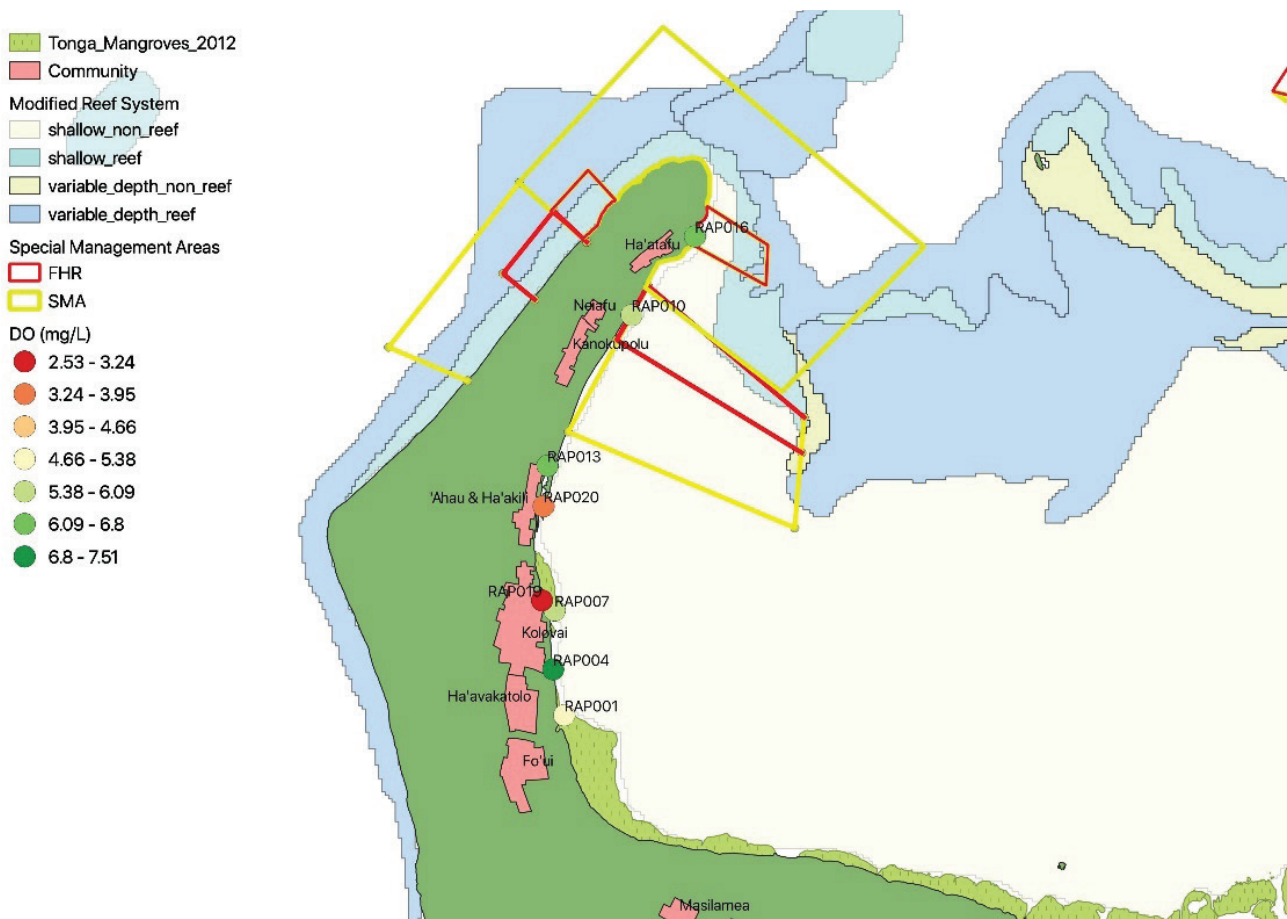 Tonga_Mangroves_2012
Community
Modified Reef System
shallow_non_reef
shallow_reef
variable_depth_non_reef
variable_depth_reef
Special Management Areas
FHR
SMA
DO (mg/L)
2.53 - 3.24
3.24 - 3.95
3.95 - 4.66
4.66 - 5.38
5.38 - 6.09
6.09 - 6.8
6.8 - 7.51
RAP016
Ha'atafu
Neiafu
RAP010
Kanokupolu
RAP013
'Ahau & Ha'akili
RAP020
RAP019
RAP007
Kolovai
RAP004
Ha'avakatolo
RAP001
Fo'ui
Masilamea